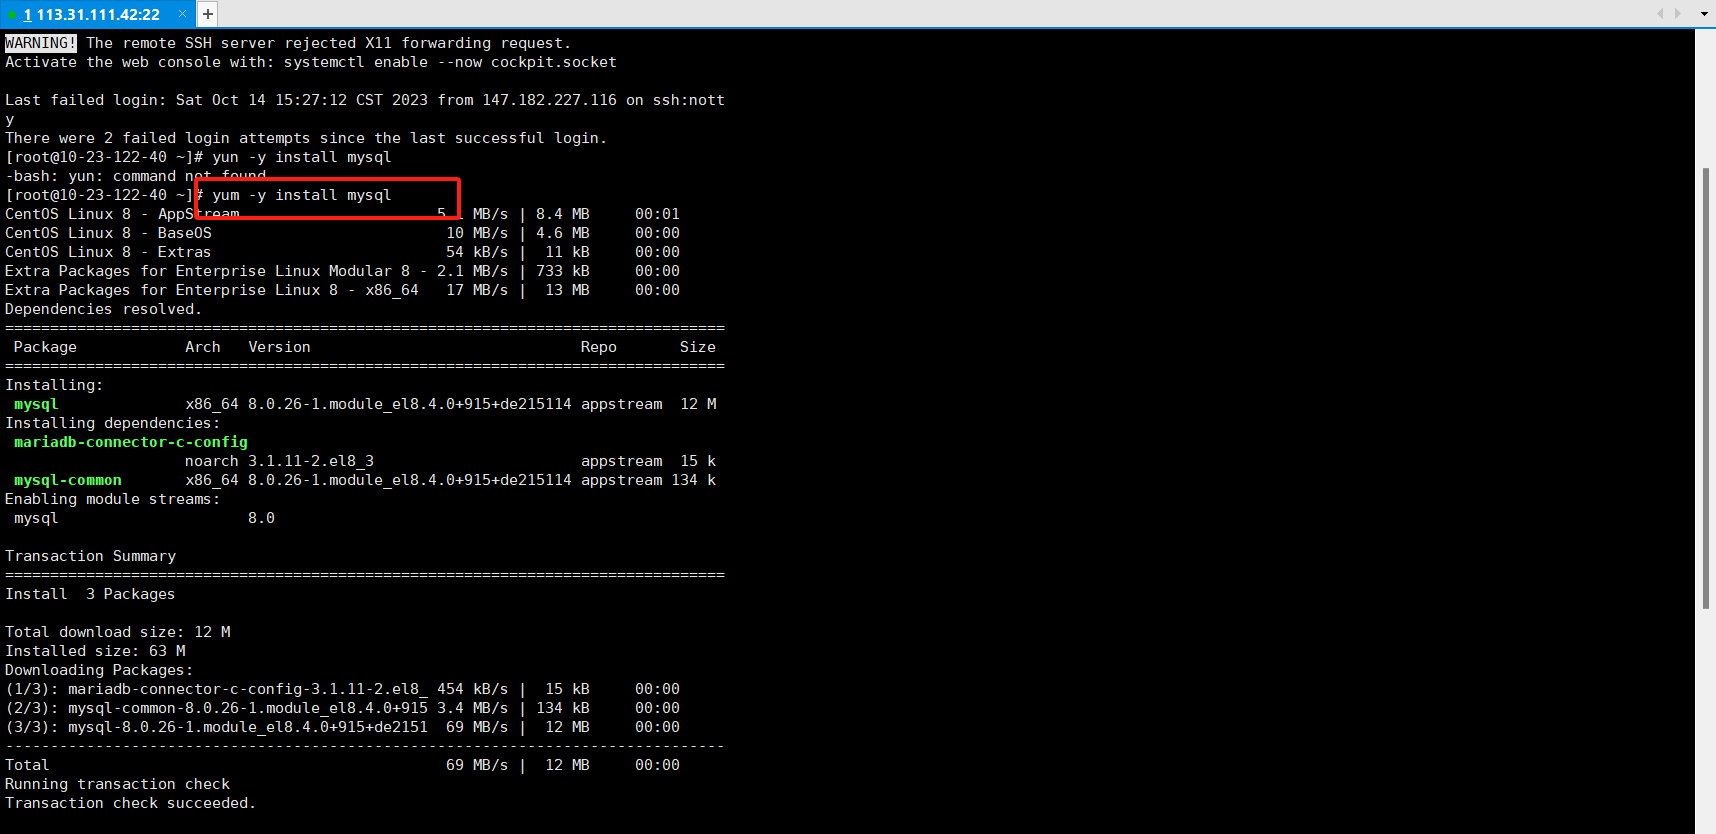 1 113.31.111.42:22 × +
WARNING! The remote SSH server rejected X11 forwarding request.
Activate the web console with: systemctl enable --now cockpit.socket
Last failed login: Sat Oct 14 15:27:12 CST 2023 from 147.182.227.116 on ssh:nott
y
There were 2 failed login attempts since the last successful login.
[root@10-23-122-40 ~]# yun -y install mysql
-bash: yun: command not found
[root@10-23-122-40 ~]# yum -y install mysql
CentOS Linux 8 - AppStream 5.1 MB/s | 8.4 MB 00:01
CentOS Linux 8 - BaseOS 10 MB/s | 4.6 MB 00:00
CentOS Linux 8 - Extras 54 kB/s | 11 kB 00:00
Extra Packages for Enterprise Linux Modular 8 - 2.1 MB/s | 733 kB 00:00
Extra Packages for Enterprise Linux 8 - x86_64 17 MB/s | 13 MB 00:00
Dependencies resolved.
================================================================================
Package Arch Version Repo Size
================================================================================
Installing:
mysql x86_64 8.0.26-1.module_el8.4.0+915+de215114 appstream 12 M
Installing dependencies:
mariadb-connector-c-config
noarch 3.1.11-2.el8_3 appstream 15 k
mysql-common x86_64 8.0.26-1.module_el8.4.0+915+de215114 appstream 134 k
Enabling module streams:
mysql 8.0
Transaction Summary
================================================================================
Install 3 Packages
Total download size: 12 M
Installed size: 63 M
Downloading Packages:
(1/3): mariadb-connector-c-config-3.1.11-2.el8_ 454 kB/s | 15 kB 00:00
(2/3): mysql-common-8.0.26-1.module_el8.4.0+915 3.4 MB/s | 134 kB 00:00
(3/3): mysql-8.0.26-1.module_el8.4.0+915+de2151 69 MB/s | 12 MB 00:00
--------------------------------------------------------------------------------
Total 69 MB/s | 12 MB 00:00
Running transaction check
Transaction check succeeded.